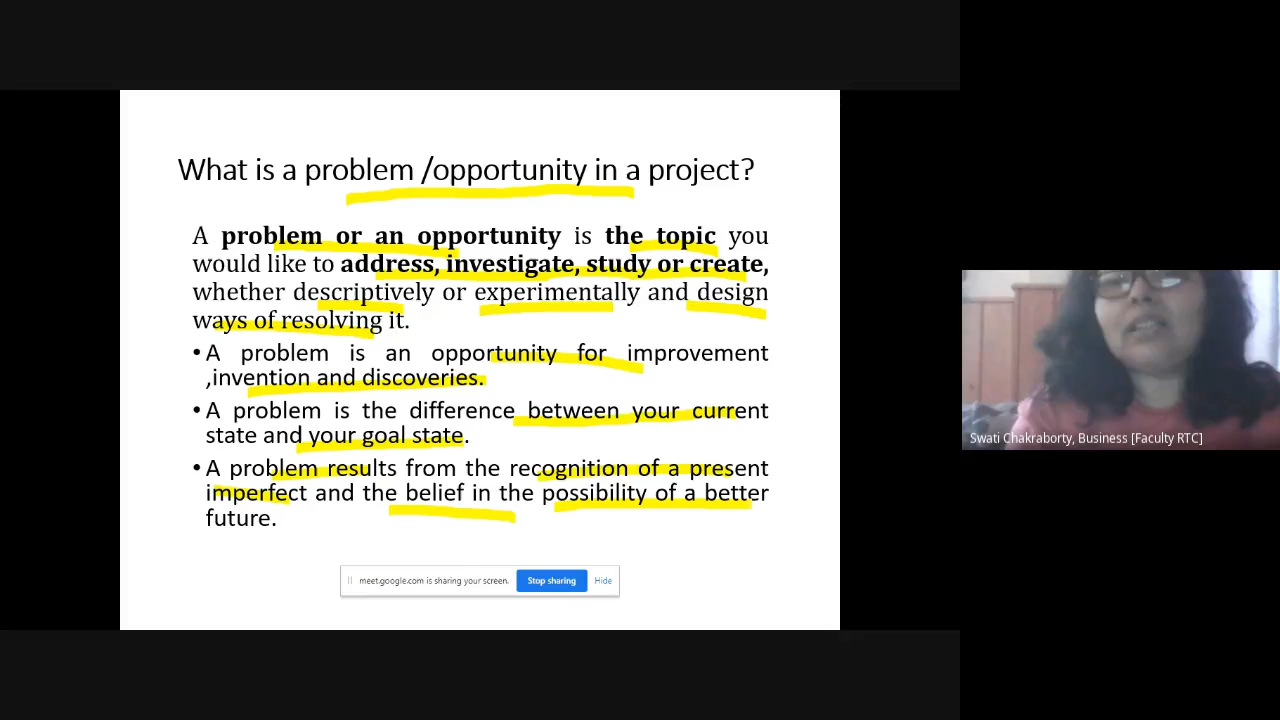 What is a problem /opportunity in a project?
A problem or an opportunity is the topic you
would like to address, investigate, study or create,
whether descriptively or experimentally and design
ways of resolving it.
• A problem is an opportunity for improvement
,invention and discoveries.
• A problem is the difference between your current
state and your goal state.
• A problem results from the recognition of a present
imperfect and the belief in the possibility of a better
future.
meet.google.com is sharing your screen. Stop sharing Hide
Swati Chakraborty, Business [Faculty RTC]